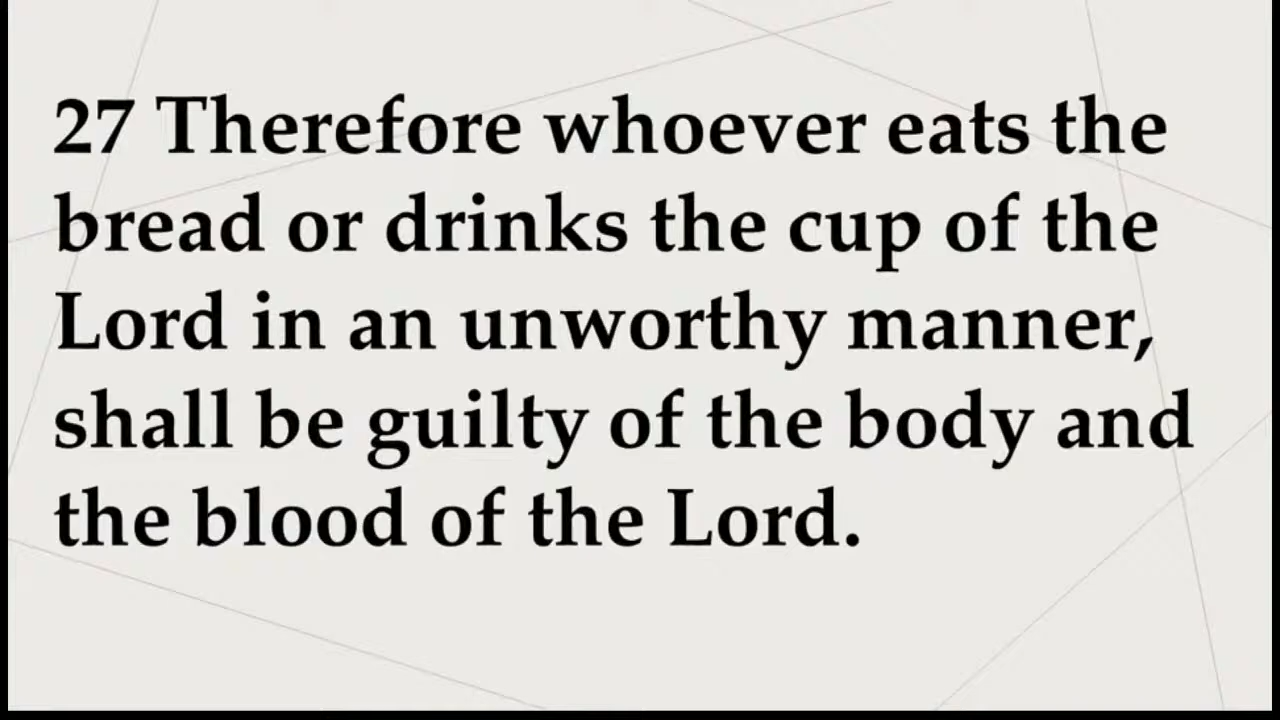 27 Therefore whoever eats the
bread or drinks the cup of the
Lord in an unworthy manner,
shall be guilty of the body and
the blood of the Lord.